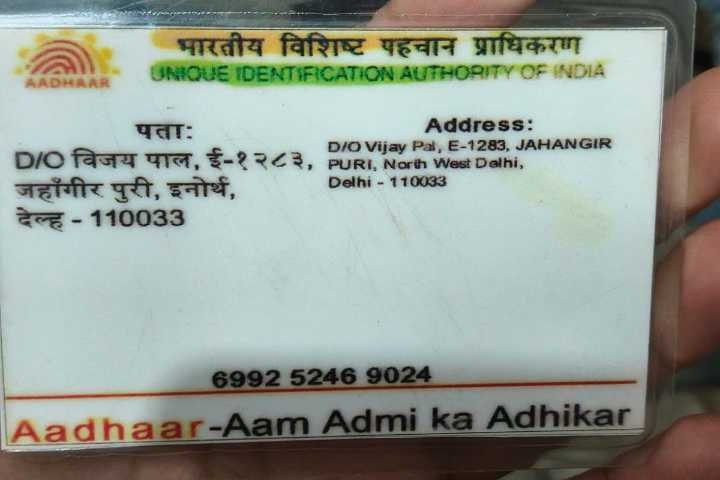 AADHAAR
भारतीय विशिष्ट पहचान प्राधिकरण
UNIQUE IDENTIFICATION AUTHORITY OF INDIA
पता:
D/O विजय पाल, ई-१२८३,
जहाँगीर पुरी, इनोर्थ,
देल्ह - 110033
Address:
D/O Vijay Pal, E-1283, JAHANGIR
PURI, North West Delhi,
Delhi - 110033
6992 5246 9024
Aadhaar-Aam Admi ka Adhikar